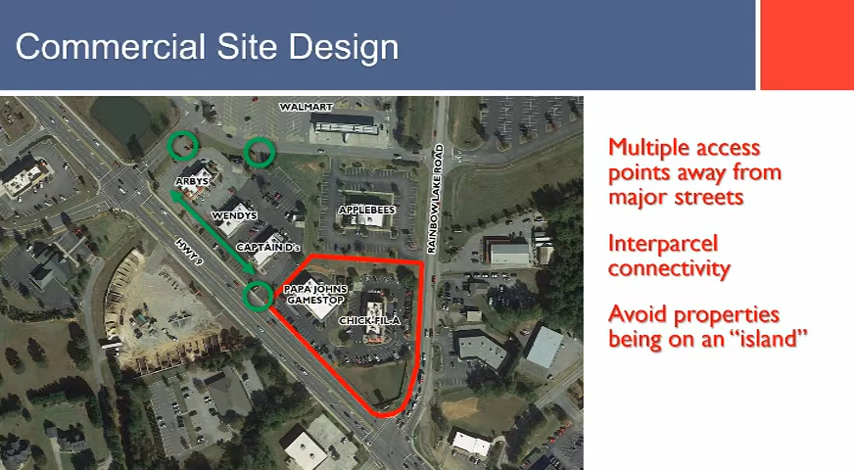 Commercial Site Design
WALMART
ARBYS
WENDYS
CAPTAIN D's
APPLEBEES
RAINBOW LAKE ROAD
HWY 9
PAPA JOHNS
GAMESTOP
CHICK-FIL-A
Multiple access
points away from
major streets
Interparcel
connectivity
Avoid properties
being on an “island”